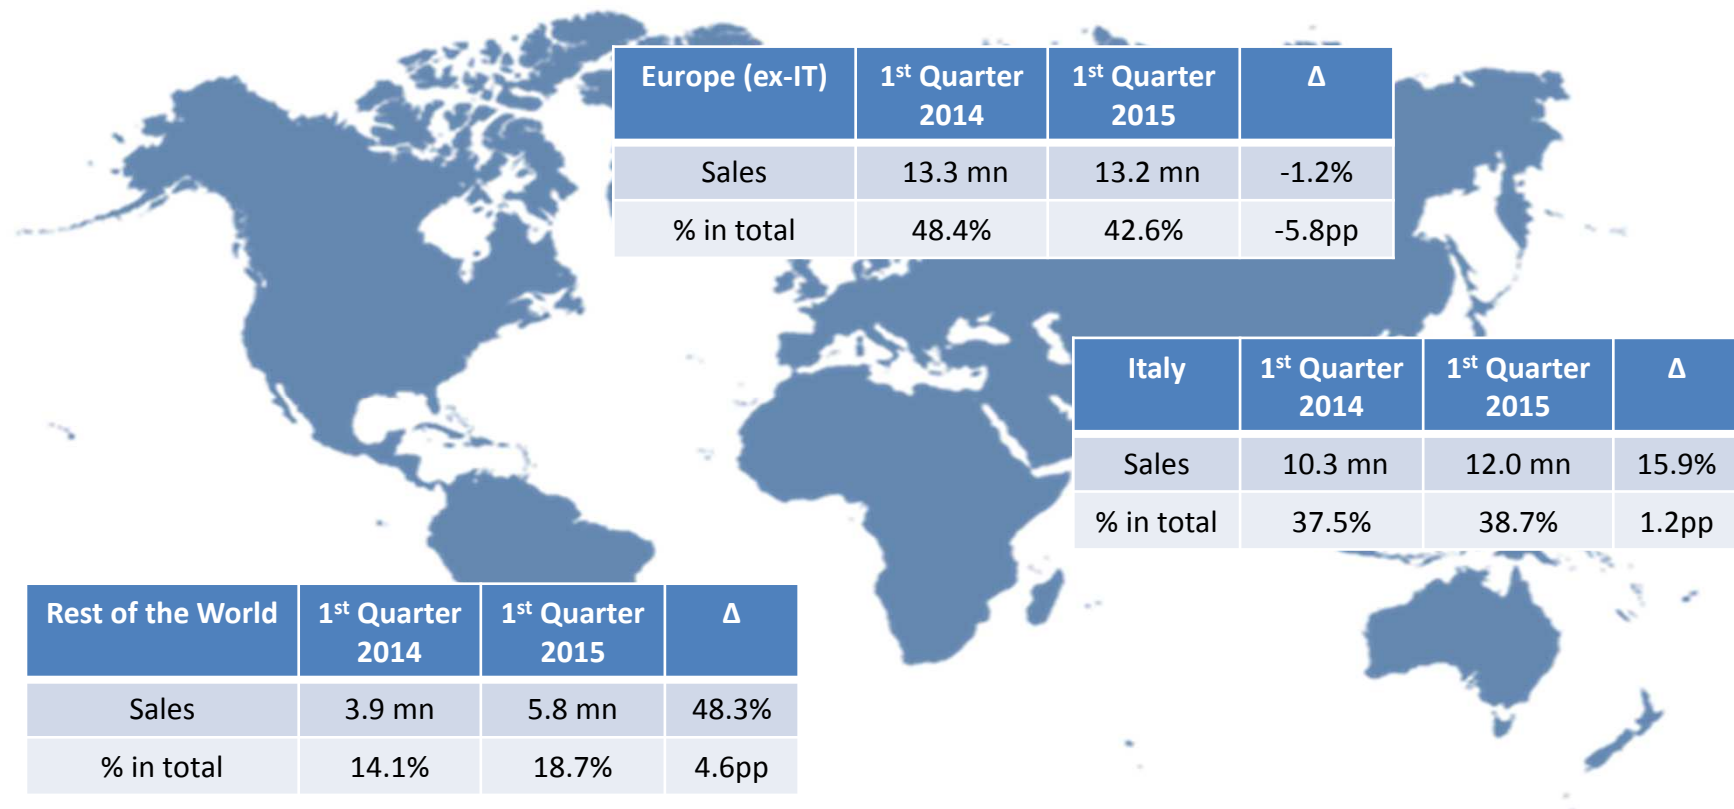 Europe (ex-IT) 1st Quarter 2014 1st Quarter 2015 Δ
Sales 13.3 mn 13.2 mn -1.2%
% in total 48.4% 42.6% -5.8pp
Italy 1st Quarter 2014 1st Quarter 2015 Δ
Sales 10.3 mn 12.0 mn 15.9%
% in total 37.5% 38.7% 1.2pp
Rest of the World 1st Quarter 2014 1st Quarter 2015 Δ
Sales 3.9 mn 5.8 mn 48.3%
% in total 14.1% 18.7% 4.6pp